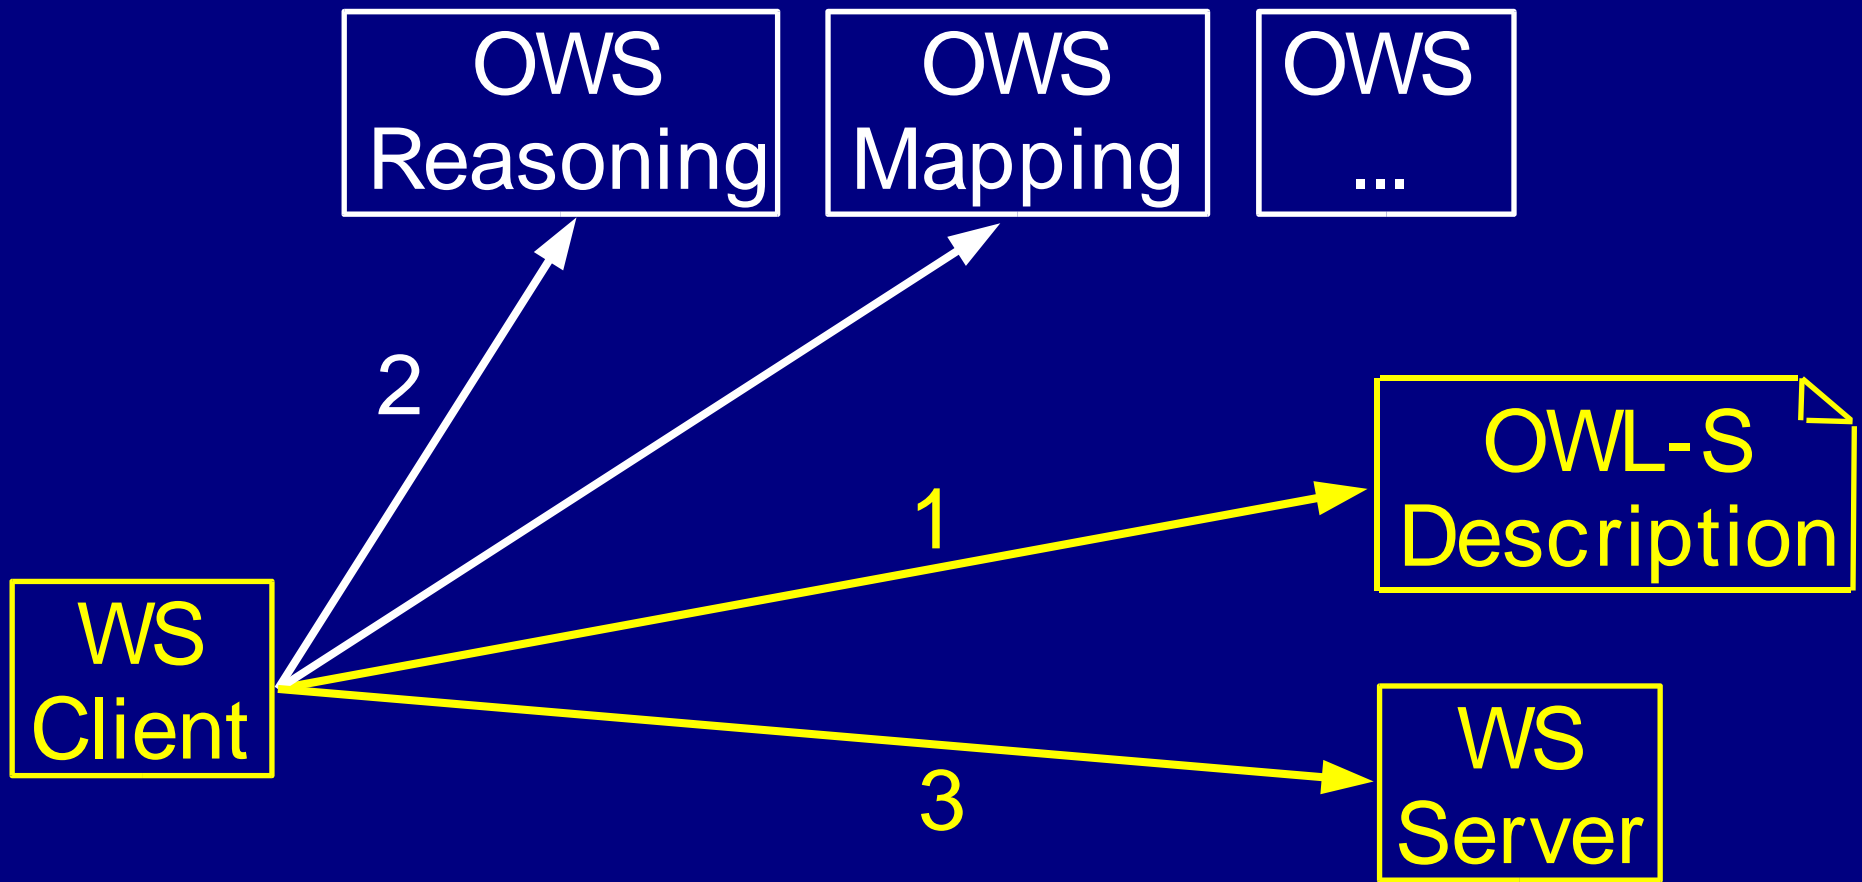 OWS
Reasoning
OWS
Mapping
OWS
...
2
1
OWL-S
Description
WS
Client
3
WS
Server